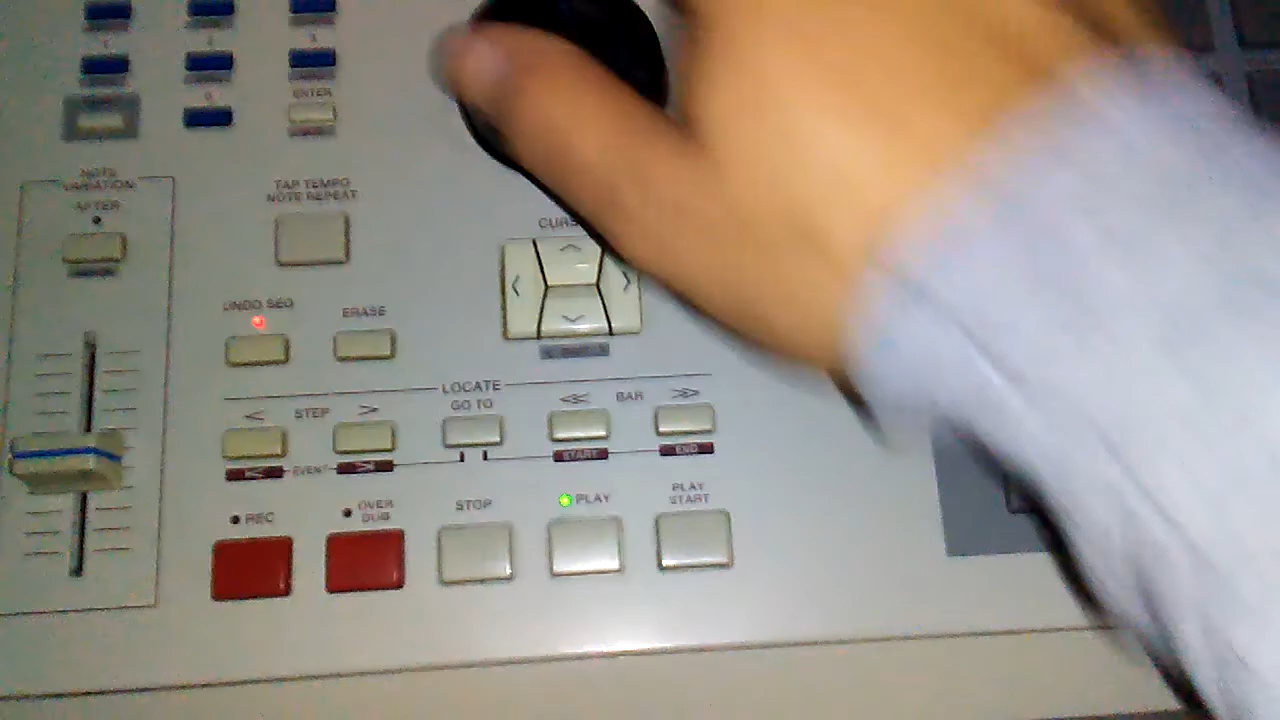 ENTER
NOTE
VARIATION
AFTER
TAP TEMPO
NOTE REPEAT
CURS
UNDO SEQ
ERASE
LOCATE
< STEP >
GO TO
<< BAR >>
EVENT
START
END
REC
OVER
DUB
STOP
PLAY
PLAY
START